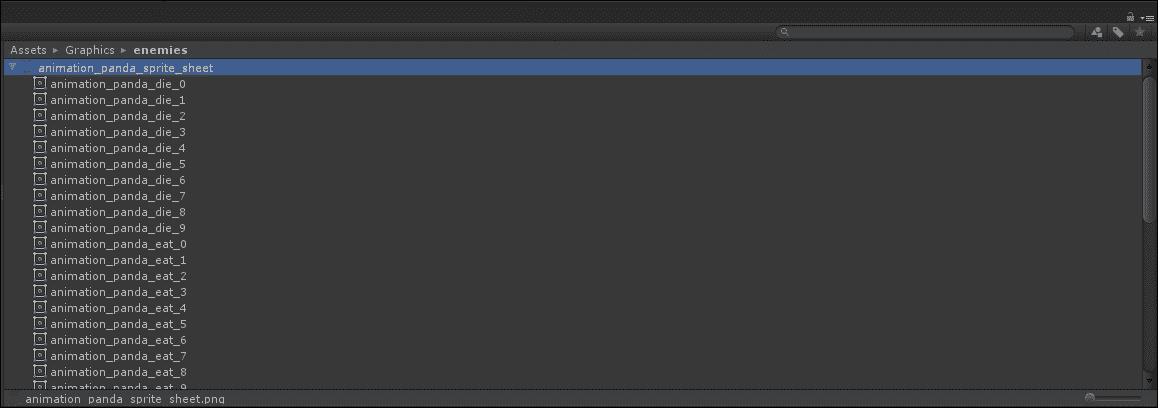 Assets ▸ Graphics ▸ enemies
animation_panda_sprite_sheet
animation_panda_die_0
animation_panda_die_1
animation_panda_die_2
animation_panda_die_3
animation_panda_die_4
animation_panda_die_5
animation_panda_die_6
animation_panda_die_7
animation_panda_die_8
animation_panda_die_9
animation_panda_eat_0
animation_panda_eat_1
animation_panda_eat_2
animation_panda_eat_3
animation_panda_eat_4
animation_panda_eat_5
animation_panda_eat_6
animation_panda_eat_7
animation_panda_eat_8
animation_panda_eat_9
animation_panda_sprite_sheet.png